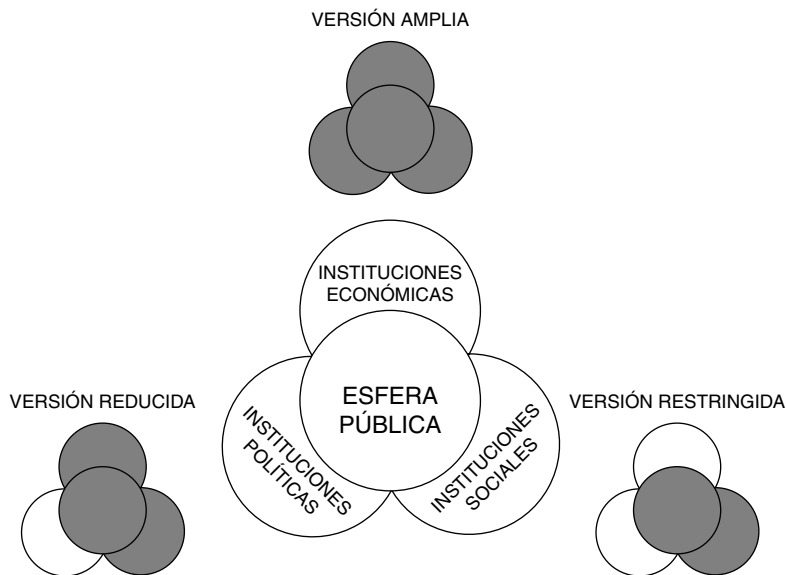 VERSIÓN AMPLIA
INSTITUCIONES
ECONÓMICAS
ESFERA
PÚBLICA
VERSIÓN REDUCIDA
VERSIÓN RESTRINGIDA
INSTITUCIONES
POLÍTICAS
INSTITUCIONES
SOCIALES